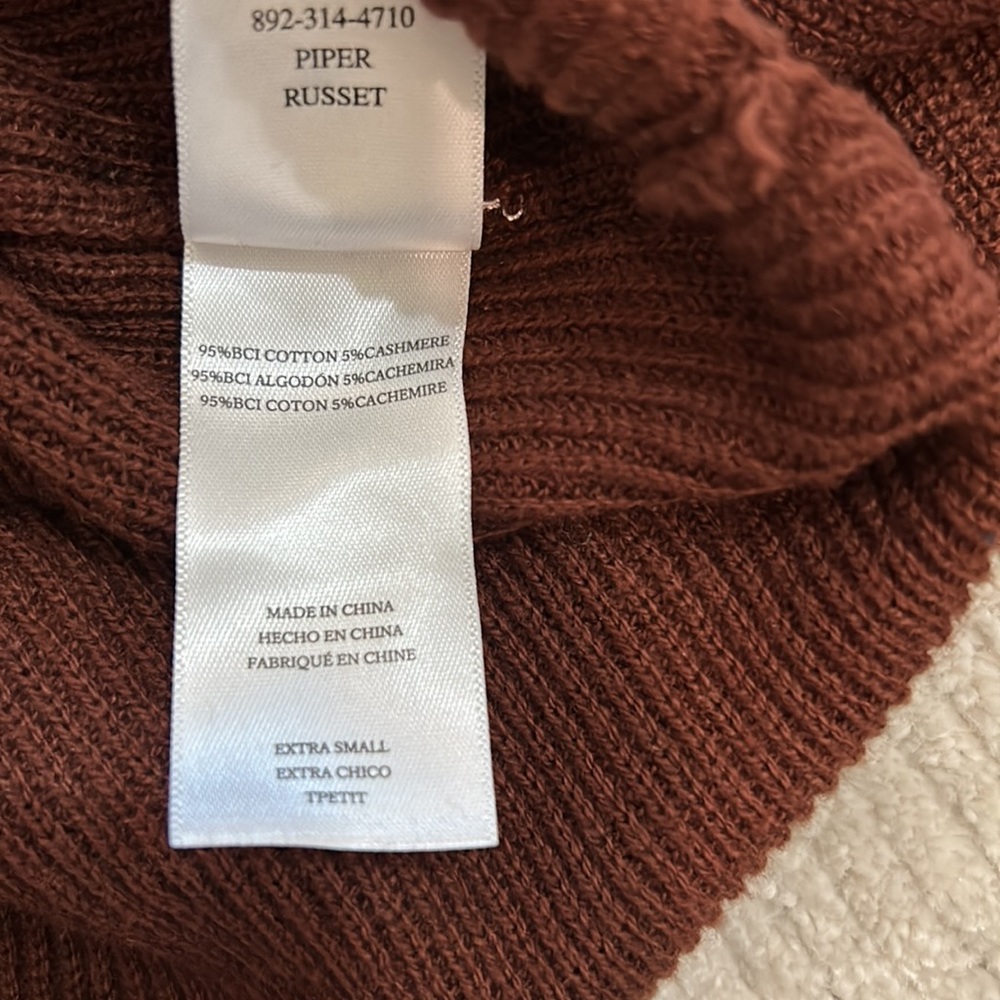 892-314-4710
PIPER
RUSSET
95%BCI COTTON 5%CASHMERE
95%BCI ALGODÓN 5%CACHEMIRA
95%BCI COTON 5%CACHEMIRE
MADE IN CHINA
HECHO EN CHINA
FABRIQUÉ EN CHINE
EXTRA SMALL
EXTRA CHICO
TPETIT